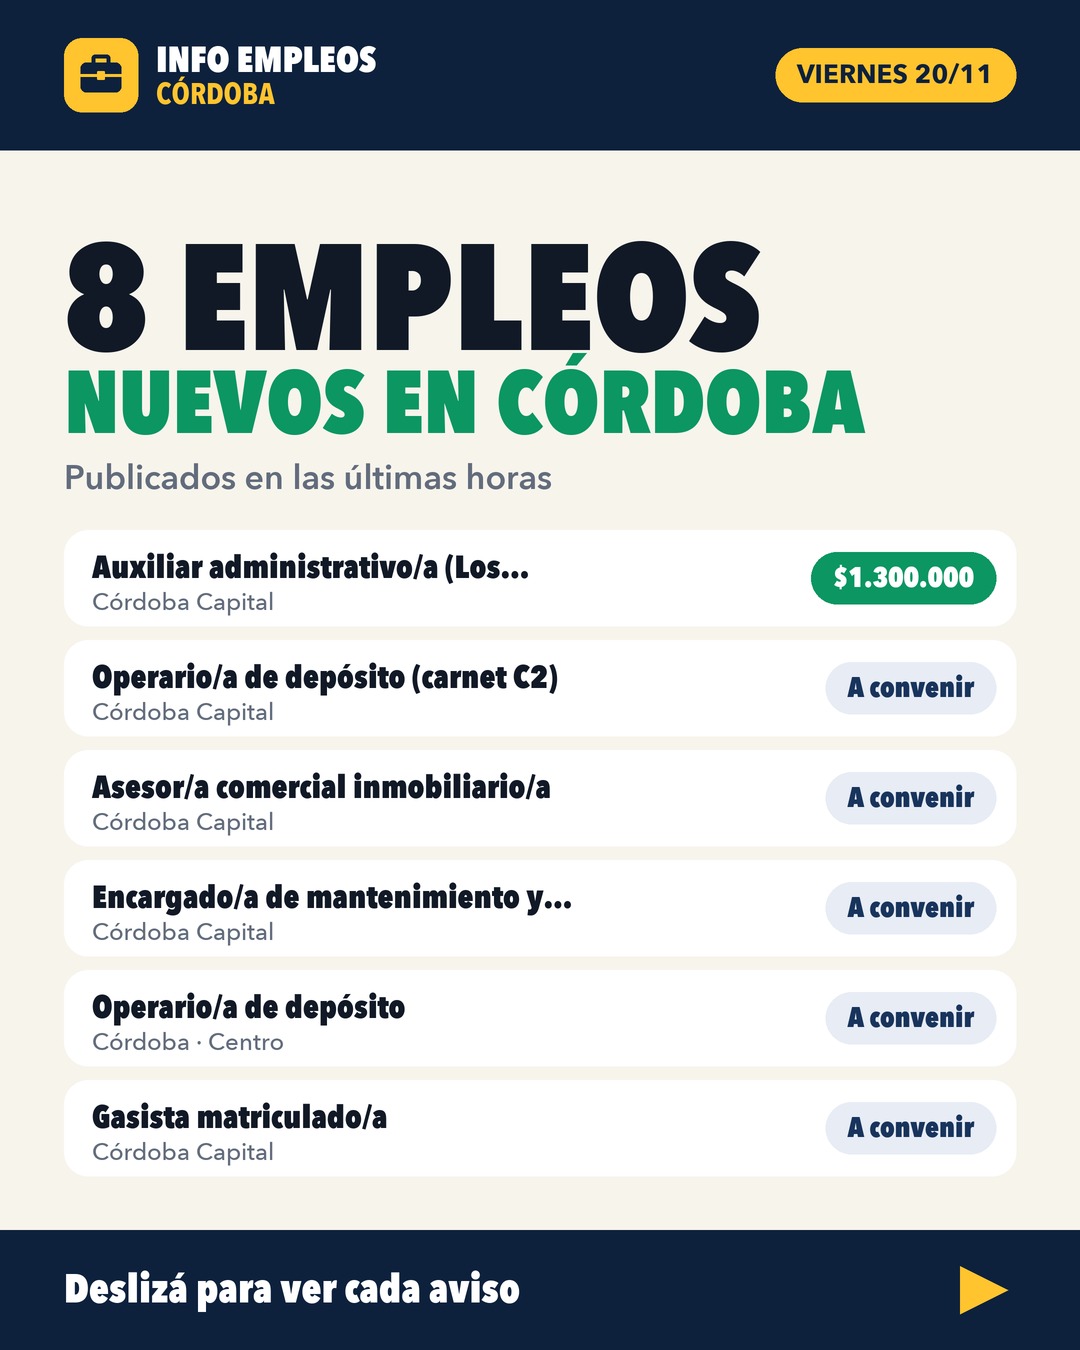 INFO EMPLEOS
CÓRDOBA
VIERNES 20/11
8 EMPLEOS
NUEVOS EN CÓRDOBA
Publicados en las últimas horas
Auxiliar administrativo/a (Los...
Córdoba Capital
$1.300.000
Operario/a de depósito (carnet C2)
Córdoba Capital
A convenir
Asesor/a comercial inmobiliario/a
Córdoba Capital
A convenir
Encargado/a de mantenimiento y...
Córdoba Capital
A convenir
Operario/a de depósito
Córdoba · Centro
A convenir
Gasista matriculado/a
Córdoba Capital
A convenir
Deslizá para ver cada aviso